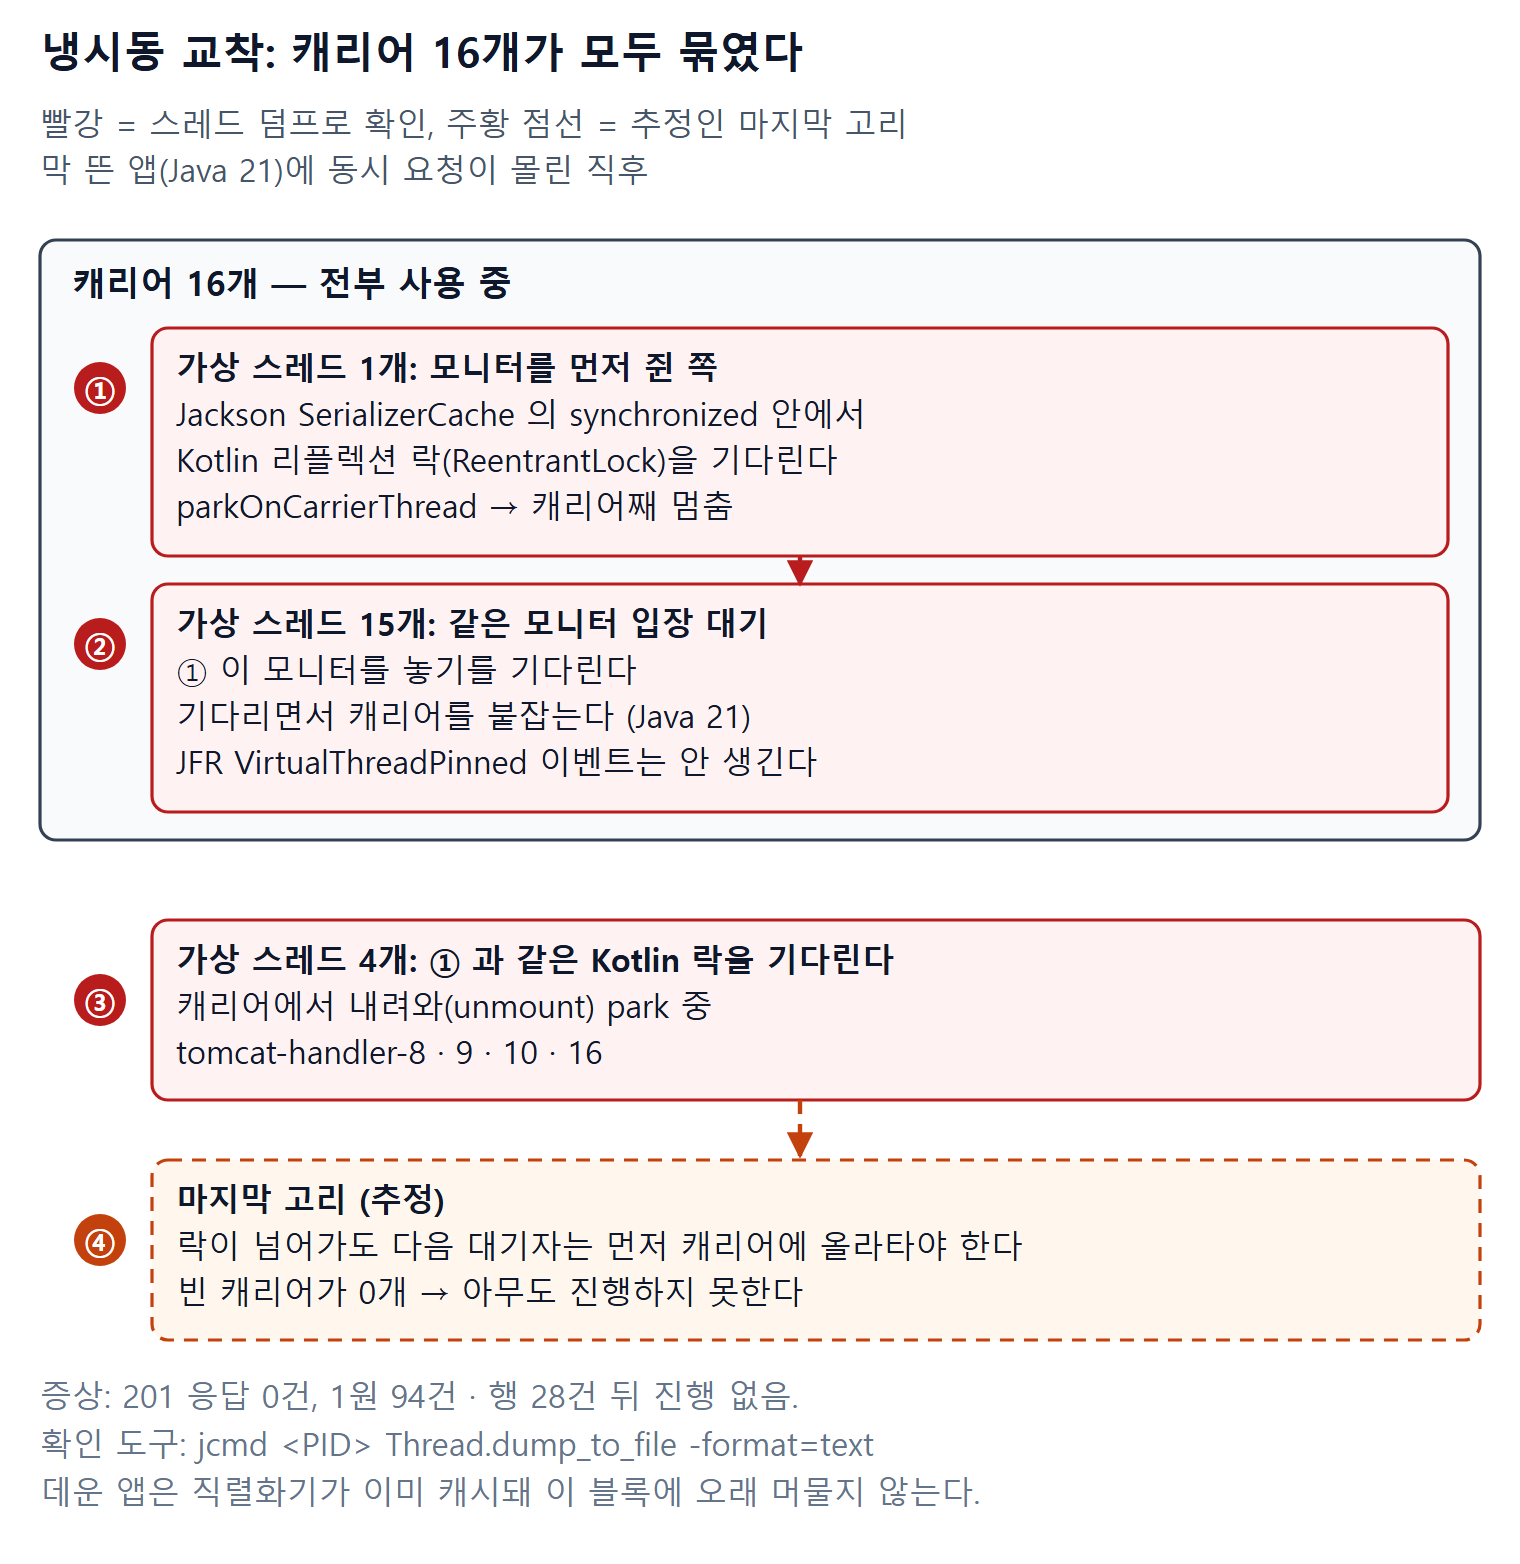 냉시동 교착: 캐리어 16개가 모두 묶였다
빨강 = 스레드 덤프로 확인, 주황 점선 = 추정인 마지막 고리
막 뜬 앱(Java 21)에 동시 요청이 몰린 직후
캐리어 16개 — 전부 사용 중
①
가상 스레드 1개: 모니터를 먼저 쥔 쪽
Jackson SerializerCache 의 synchronized 안에서
Kotlin 리플렉션 락(ReentrantLock)을 기다린다
parkOnCarrierThread → 캐리어째 멈춤
②
가상 스레드 15개: 같은 모니터 입장 대기
① 이 모니터를 놓기를 기다린다
기다리면서 캐리어를 붙잡는다 (Java 21)
JFR VirtualThreadPinned 이벤트는 안 생긴다
③
가상 스레드 4개: ① 과 같은 Kotlin 락을 기다린다
캐리어에서 내려와(unmount) park 중
tomcat-handler-8 · 9 · 10 · 16
④
마지막 고리 (추정)
락이 넘어가도 다음 대기자는 먼저 캐리어에 올라타야 한다
빈 캐리어가 0개 → 아무도 진행하지 못한다
증상: 201 응답 0건, 1원 94건 · 행 28건 뒤 진행 없음.
확인 도구: jcmd <PID> Thread.dump_to_file -format=text
데운 앱은 직렬화기가 이미 캐시돼 이 블록에 오래 머물지 않는다.